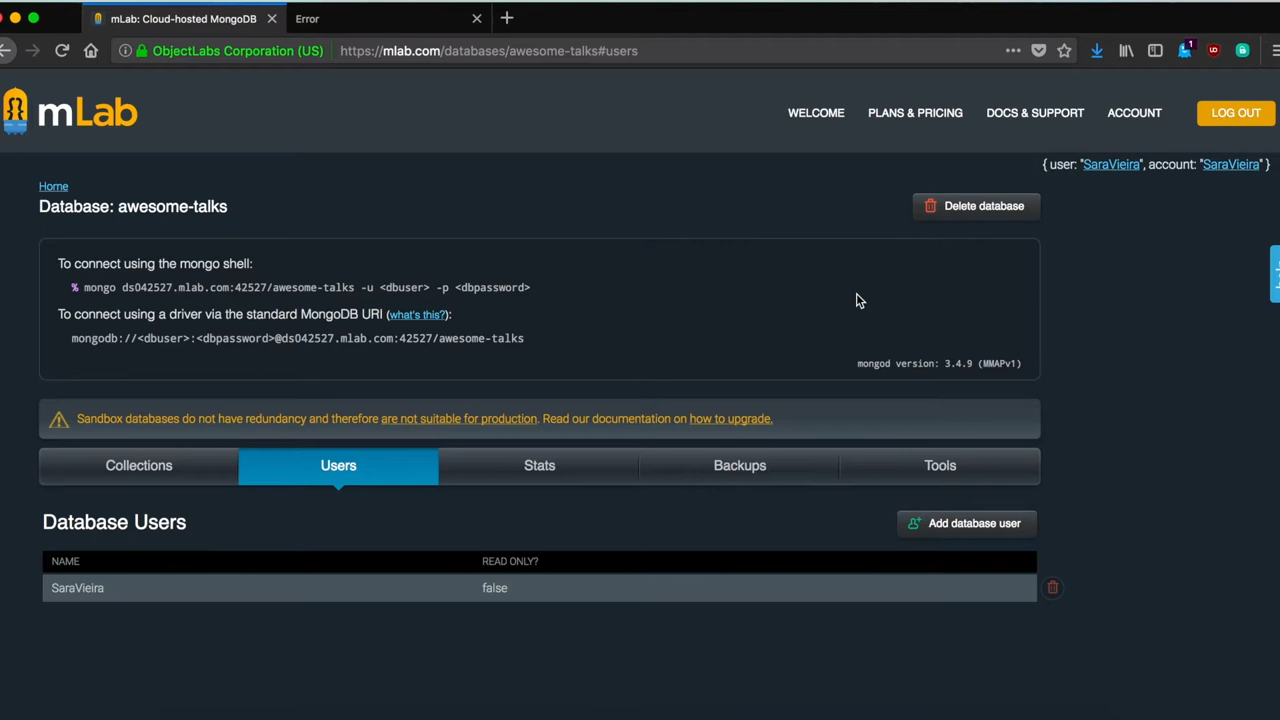 mLab: Cloud-hosted MongoDB
Error
ObjectLabs Corporation (US)
https://mlab.com/databases/awesome-talks#users
1
mLab
WELCOME
PLANS & PRICING
DOCS & SUPPORT
ACCOUNT
LOG OUT
{ user: "SaraVieira", account: "SaraVieira" }
Home
Database: awesome-talks
Delete database
To connect using the mongo shell:
% mongo ds042527.mlab.com:42527/awesome-talks -u <dbuser> -p <dbpassword>
To connect using a driver via the standard MongoDB URI (what's this?):
mongodb://<dbuser>:<dbpassword>@ds042527.mlab.com:42527/awesome-talks
mongod version: 3.4.9 (MMAPv1)
Sandbox databases do not have redundancy and therefore are not suitable for production. Read our documentation on how to upgrade.
Collections
Users
Stats
Backups
Tools
Database Users
Add database user
NAME
READ ONLY?
SaraVieira
false